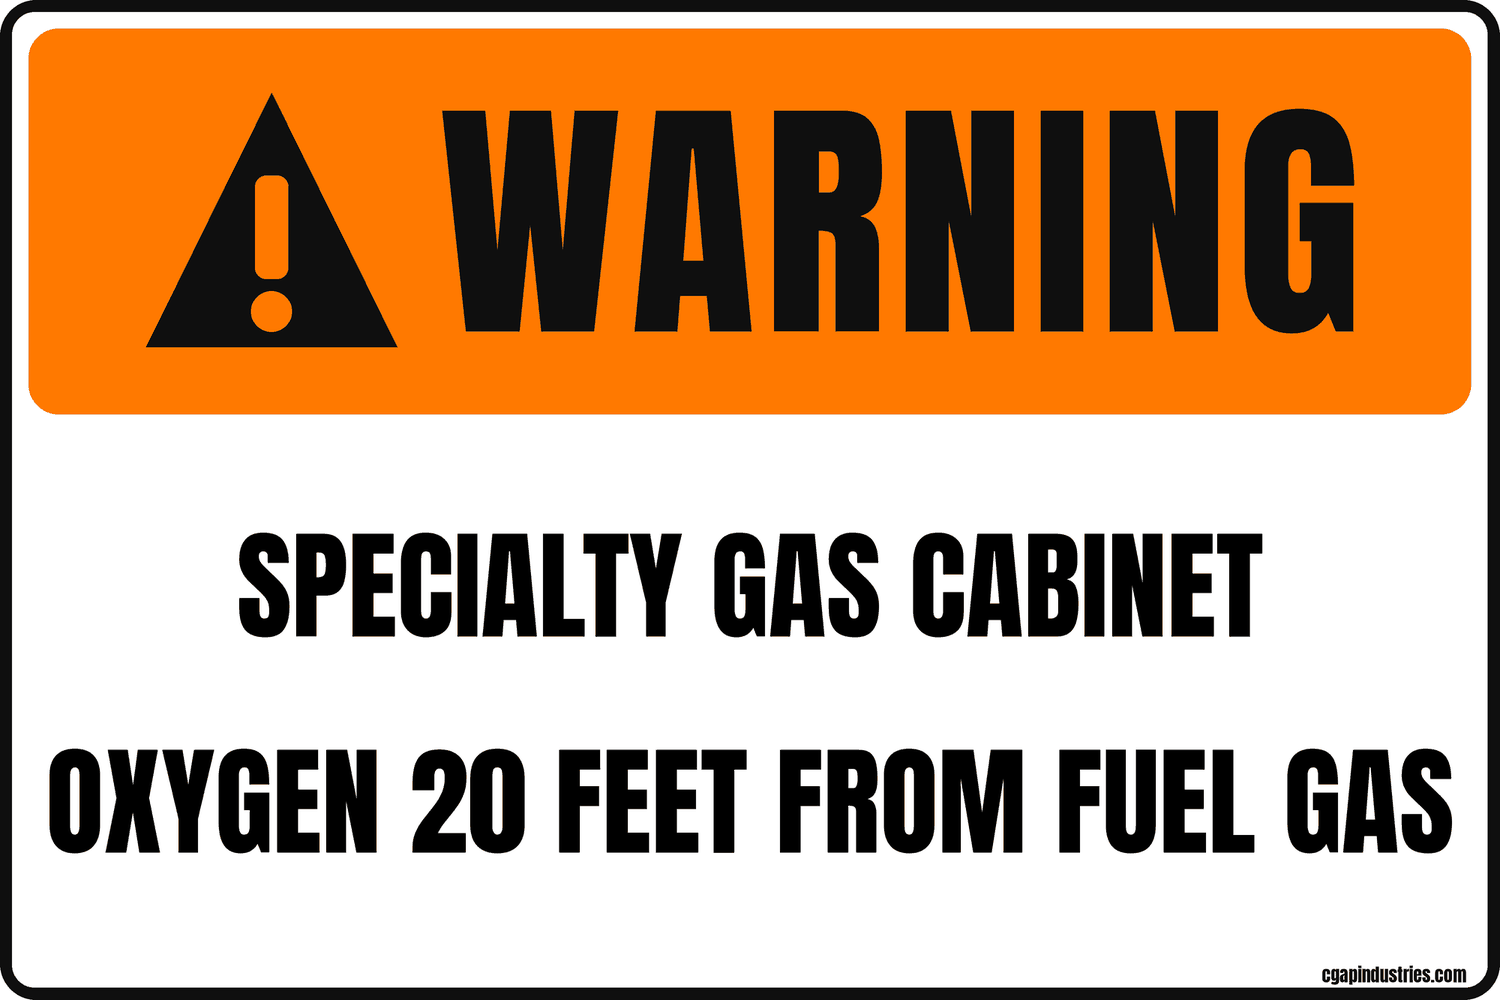 WARNING
SPECIALTY GAS CABINET
OXYGEN 20 FEET FROM FUEL GAS
cgapindustries.com